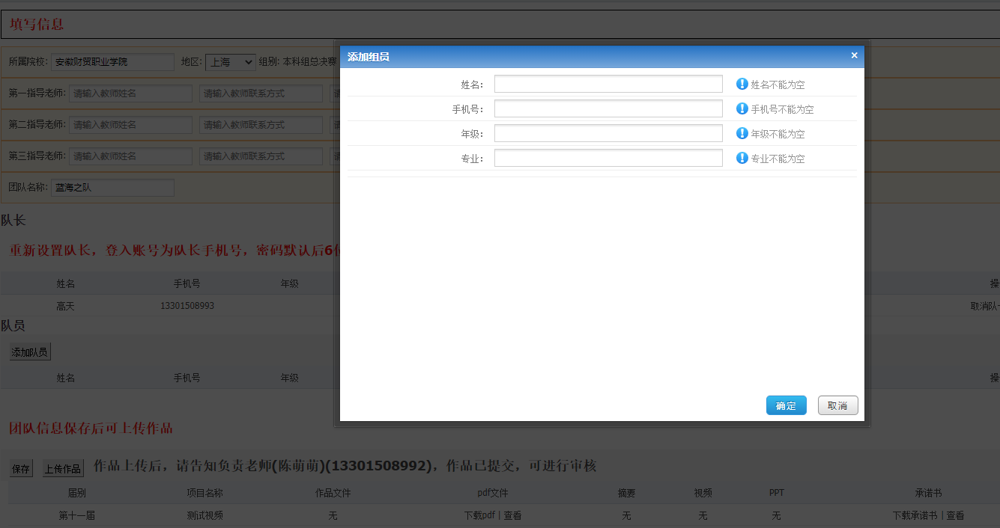 填写信息
所属院校: 安徽财贸职业学院 地区: 上海 组别: 本科组总决赛
第一指导老师: 请输入教师姓名 请输入教师联系方式 请
第二指导老师: 请输入教师姓名 请输入教师联系方式 请
第三指导老师: 请输入教师姓名 请输入教师联系方式 请
团队名称: 蓝海之队
队长
重新设置队长，登入账号为队长手机号，密码默认后6
姓名 手机号 年级
高天 13301508993 取消队
队员
添加队员
姓名 手机号 年级
团队信息保存后可上传作品
保存 上传作品 作品上传后，请告知负责老师(陈萌萌)(13301508992)，作品已提交，可进行审核
届别 项目名称 作品文件 pdf文件 摘要 视频 PPT 承诺书
第十一届 测试视频 无 下载pdf | 查看 无 无 无 下载承诺书 | 查看
添加组员 ×
姓名： 姓名不能为空
手机号： 手机号不能为空
年级： 年级不能为空
专业： 专业不能为空
确定 取消